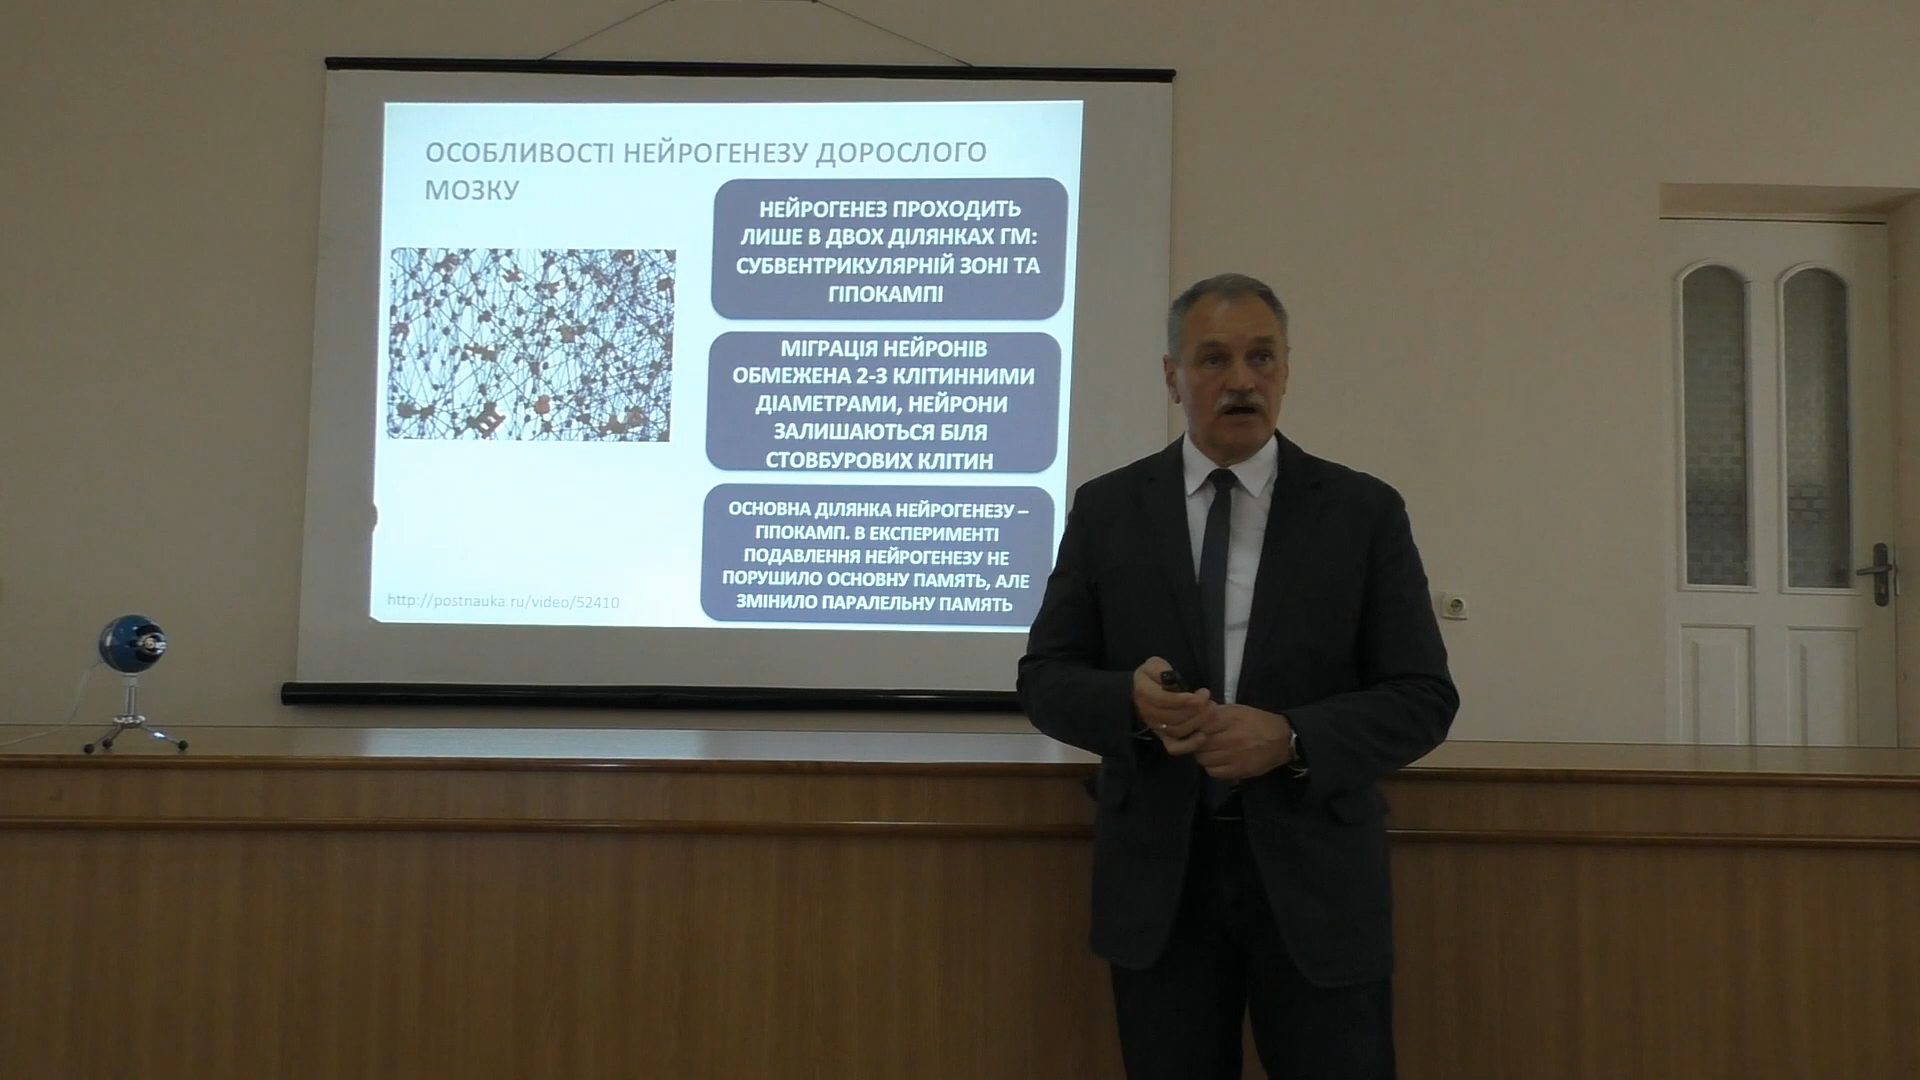 ОСОБЛИВОСТІ НЕЙРОГЕНЕЗУ ДОРОСЛОГО
МОЗКУ
НЕЙРОГЕНЕЗ ПРОХОДИТЬ
ЛИШЕ В ДВОХ ДІЛЯНКАХ ГМ:
СУБВЕНТРИКУЛЯРНІЙ ЗОНІ ТА
ГІПОКАМПІ
МІГРАЦІЯ НЕЙРОНІВ
ОБМЕЖЕНА 2-3 КЛІТИННИМИ
ДІАМЕТРАМИ, НЕЙРОНИ
ЗАЛИШАЮТЬСЯ БІЛЯ
СТОВБУРОВИХ КЛІТИН
ОСНОВНА ДІЛЯНКА НЕЙРОГЕНЕЗУ –
ГІПОКАМП. В ЕКСПЕРИМЕНТІ
ПОДАВЛЕННЯ НЕЙРОГЕНЕЗУ НЕ
ПОРУШИЛО ОСНОВНУ ПАМЯТЬ, АЛЕ
ЗМІНИЛО ПАРАЛЕЛЬНУ ПАМЯТЬ
http://postnauka.ru/video/52410